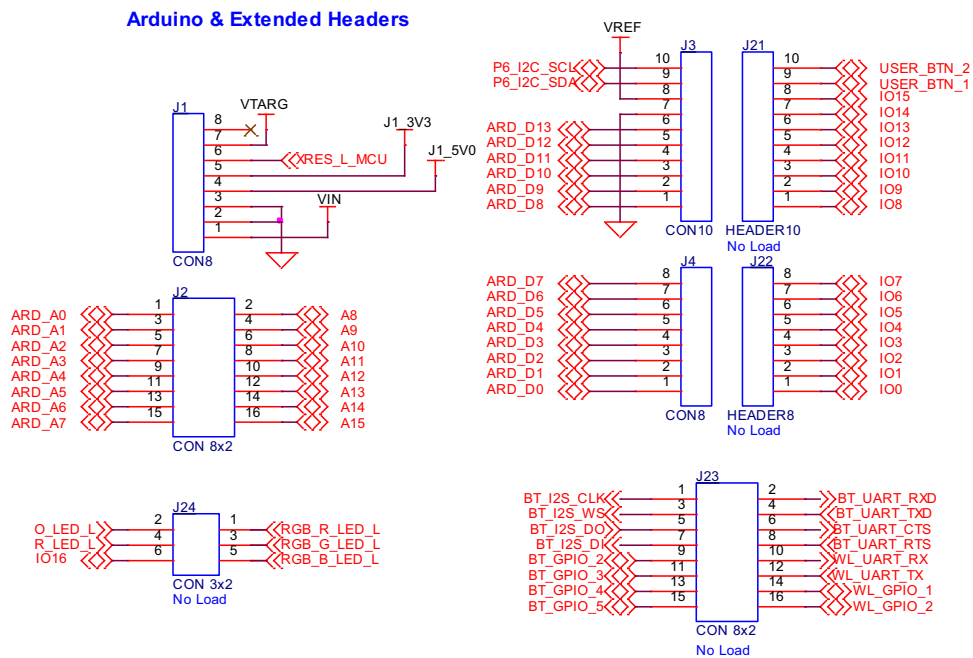 Arduino & Extended Headers
J1
VTARG
8
7
6
5
4
3
2
1
XRES_L_MCU
J1_3V3
J1_5V0
VIN
CON8
VREF
J3
P6_I2C_SCL 10
P6_I2C_SDA 9
8
7
ARD_D13 6
ARD_D12 5
ARD_D11 4
ARD_D10 3
ARD_D9 2
ARD_D8 1
CON10
J21
10 USER_BTN_2
9 USER_BTN_1
8 IO15
7 IO14
6 IO13
5 IO12
4 IO11
3 IO10
2 IO9
1 IO8
HEADER10
No Load
J2
ARD_A0 1 2 A8
ARD_A1 3 4 A9
ARD_A2 5 6 A10
ARD_A3 7 8 A11
ARD_A4 9 10 A12
ARD_A5 11 12 A13
ARD_A6 13 14 A14
ARD_A7 15 16 A15
CON 8x2
J4
ARD_D7 8
ARD_D6 7
ARD_D5 6
ARD_D4 5
ARD_D3 4
ARD_D2 3
ARD_D1 2
ARD_D0 1
CON8
J22
8 IO7
7 IO6
6 IO5
5 IO4
4 IO3
3 IO2
2 IO1
1 IO0
HEADER8
No Load
J24
O_LED_L 2 1 RGB_R_LED_L
R_LED_L 4 3 RGB_G_LED_L
IO16 6 5 RGB_B_LED_L
CON 3x2
No Load
J23
BT_I2S_CLK 1 2 BT_UART_RXD
BT_I2S_WS 3 4 BT_UART_TXD
BT_I2S_DO 5 6 BT_UART_CTS
BT_I2S_DI 7 8 BT_UART_RTS
BT_GPIO_2 9 10 WL_UART_RX
BT_GPIO_3 11 12 WL_UART_TX
BT_GPIO_4 13 14 WL_GPIO_1
BT_GPIO_5 15 16 WL_GPIO_2
CON 8x2
No Load